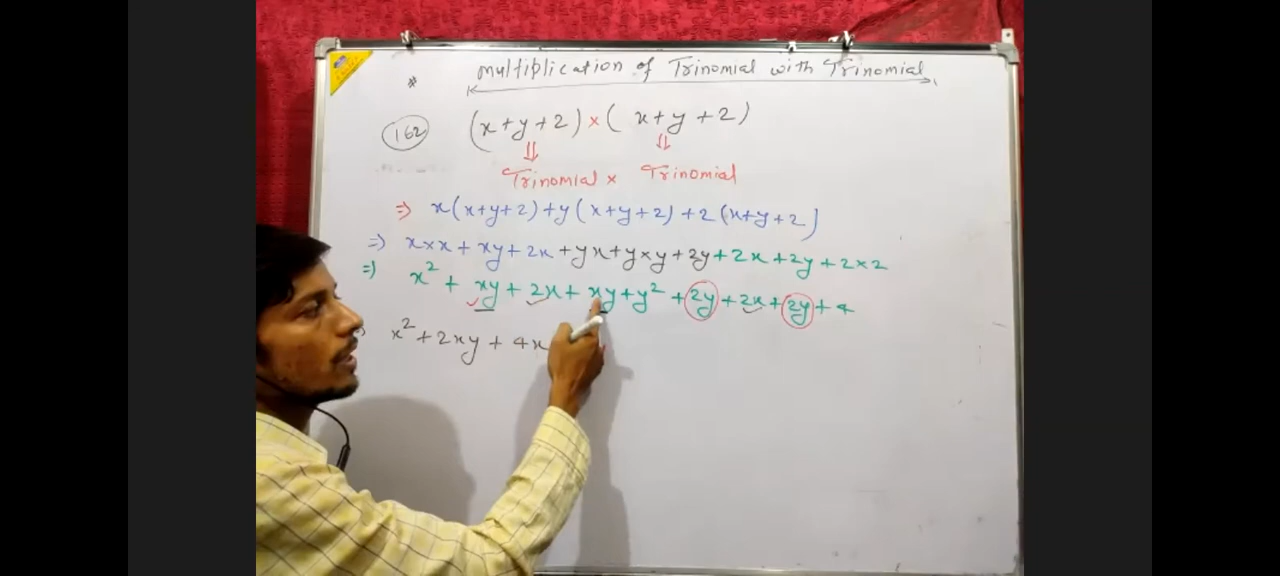 # Multiplication of Trinomial with Trinomial
162 (x+y+2) × (x+y+2)
⇓ ⇓
Trinomial × Trinomial
⇒ x(x+y+2)+y(x+y+2)+2(x+y+2)
⇒ x×x+xy+2x+yx+y×y+2y+2x+2y+2×2
⇒ x²+xy+2x+xy+y²+2y+2x+2y+4
x²+2xy+4x